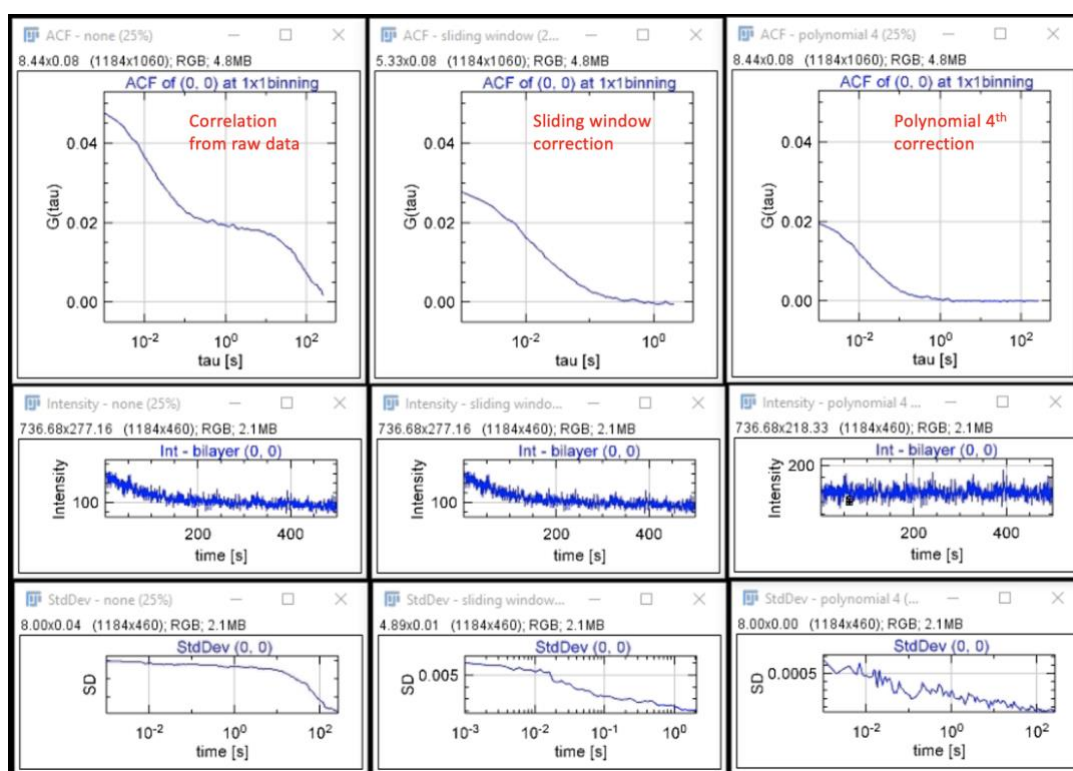 ACF - none (25%)
8.44x0.08 (1184x1060); RGB; 4.8MB
ACF of (0, 0) at 1x1binning
Correlation
from raw data
0.04
0.02
0.00
G(tau)
10-2
100
102
tau [s]
ACF - sliding window (2...
5.33x0.08 (1184x1060); RGB; 4.8MB
ACF of (0, 0) at 1x1binning
Sliding window
correction
0.04
0.02
0.00
G(tau)
10-2
100
tau [s]
ACF - polynomial 4 (25%)
8.44x0.08 (1184x1060); RGB; 4.8MB
ACF of (0, 0) at 1x1binning
Polynomial 4th
correction
0.04
0.02
0.00
G(tau)
10-2
100
102
tau [s]
Intensity - none (25%)
736.68x277.16 (1184x460); RGB; 2.1MB
Int - bilayer (0, 0)
Intensity
100
200
400
time [s]
Intensity - sliding windo...
736.68x277.16 (1184x460); RGB; 2.1MB
Int - bilayer (0, 0)
Intensity
100
200
400
time [s]
Intensity - polynomial 4 ...
736.68x218.33 (1184x460); RGB; 2.1MB
Int - bilayer (0, 0)
Intensity
200
200
400
time [s]
StdDev - none (25%)
8.00x0.04 (1184x460); RGB; 2.1MB
StdDev (0, 0)
SD
10-2
100
102
time [s]
StdDev - sliding window...
4.89x0.01 (1184x460); RGB; 2.1MB
StdDev (0, 0)
SD
0.005
10-3
10-2
10-1
100
time [s]
StdDev - polynomial 4 (...
8.00x0.00 (1184x460); RGB; 2.1MB
StdDev (0, 0)
SD
0.0005
10-2
100
102
time [s]